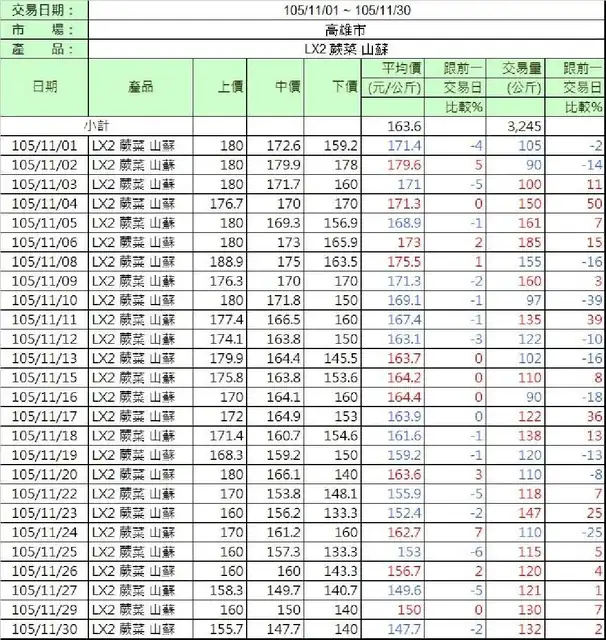 交易日期： 105/11/01 ~ 105/11/30
市 場： 高雄市
產 品： LX2 蕨菜 山蘇
日期 產品 上價 中價 下價 平均價 (元/公斤) 跟前一交易日比較% 交易量 (公斤) 跟前一交易日比較%
小計 163.6 3,245
105/11/01 LX2 蕨菜 山蘇 180 172.6 159.2 171.4 -4 105 -2
105/11/02 LX2 蕨菜 山蘇 180 179.9 178 179.6 5 90 -14
105/11/03 LX2 蕨菜 山蘇 180 171.7 160 171 -5 100 11
105/11/04 LX2 蕨菜 山蘇 176.7 170 170 171.3 0 150 50
105/11/05 LX2 蕨菜 山蘇 180 169.3 156.9 168.9 -1 161 7
105/11/06 LX2 蕨菜 山蘇 180 173 165.9 173 2 185 15
105/11/08 LX2 蕨菜 山蘇 188.9 175 163.5 175.5 1 155 -16
105/11/09 LX2 蕨菜 山蘇 176.3 170 170 171.3 -2 160 3
105/11/10 LX2 蕨菜 山蘇 180 171.8 150 169.1 -1 97 -39
105/11/11 LX2 蕨菜 山蘇 177.4 166.5 160 167.4 -1 135 39
105/11/12 LX2 蕨菜 山蘇 174.1 163.8 150 163.1 -3 122 -10
105/11/13 LX2 蕨菜 山蘇 179.9 164.4 145.5 163.7 0 102 -16
105/11/15 LX2 蕨菜 山蘇 175.8 163.8 153.6 164.2 0 110 8
105/11/16 LX2 蕨菜 山蘇 170 164.1 160 164.4 0 90 -18
105/11/17 LX2 蕨菜 山蘇 172 164.9 153 163.9 0 122 36
105/11/18 LX2 蕨菜 山蘇 171.4 160.7 154.6 161.6 -1 138 13
105/11/19 LX2 蕨菜 山蘇 168.3 159.2 150 159.2 -1 120 -13
105/11/20 LX2 蕨菜 山蘇 180 166.1 140 163.6 3 110 -8
105/11/22 LX2 蕨菜 山蘇 170 153.8 148.1 155.9 -5 118 7
105/11/23 LX2 蕨菜 山蘇 160 156.2 133.3 152.4 -2 147 25
105/11/24 LX2 蕨菜 山蘇 170 161.2 160 162.7 7 110 -25
105/11/25 LX2 蕨菜 山蘇 160 157.3 133.3 153 -6 115 5
105/11/26 LX2 蕨菜 山蘇 160 160 143.3 156.7 2 120 4
105/11/27 LX2 蕨菜 山蘇 158.3 149.7 140.7 149.6 -5 121 1
105/11/29 LX2 蕨菜 山蘇 160 150 140 150 0 130 7
105/11/30 LX2 蕨菜 山蘇 155.7 147.7 140 147.7 -2 132 2